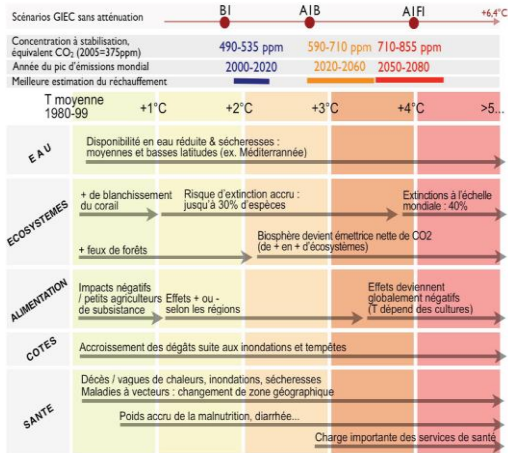 Scénarios GIEC sans atténuation BI AIB AIFI +6,4°C
Concentration à stabilisation,
équivalent CO2 (2005=375ppm) 490-535 ppm 590-710 ppm 710-855 ppm
Année du pic d'émissions mondial 2000-2020 2020-2060 2050-2080
Meilleure estimation du réchauffement
T moyenne
1980-99 +1°C +2°C +3°C +4°C >5...
EAU
Disponibilité en eau réduite & sécheresses :
moyennes et basses latitudes (ex. Méditerrannée)
ECOSYSTEMES
+ de blanchissement
du corail
Risque d'extinction accru :
jusqu'à 30% d'espèces
Extinctions à l'échelle
mondiale : 40%
+ feux de forêts
Biosphère devient émettrice nette de CO2
(de + en + d'écosystèmes)
ALIMENTATION
Impacts négatifs
/ petits agriculteurs
de subsistance
Effets + ou -
selon les régions
Effets deviennent
globalement négatifs
(T dépend des cultures)
COTES
Accroissement des dégâts suite aux inondations et tempêtes
SANTE
Décès / vagues de chaleurs, inondations, sécheresses
Maladies à vecteurs : changement de zone géographique
Poids accru de la malnutrition, diarrhée...
Charge importante des services de santé